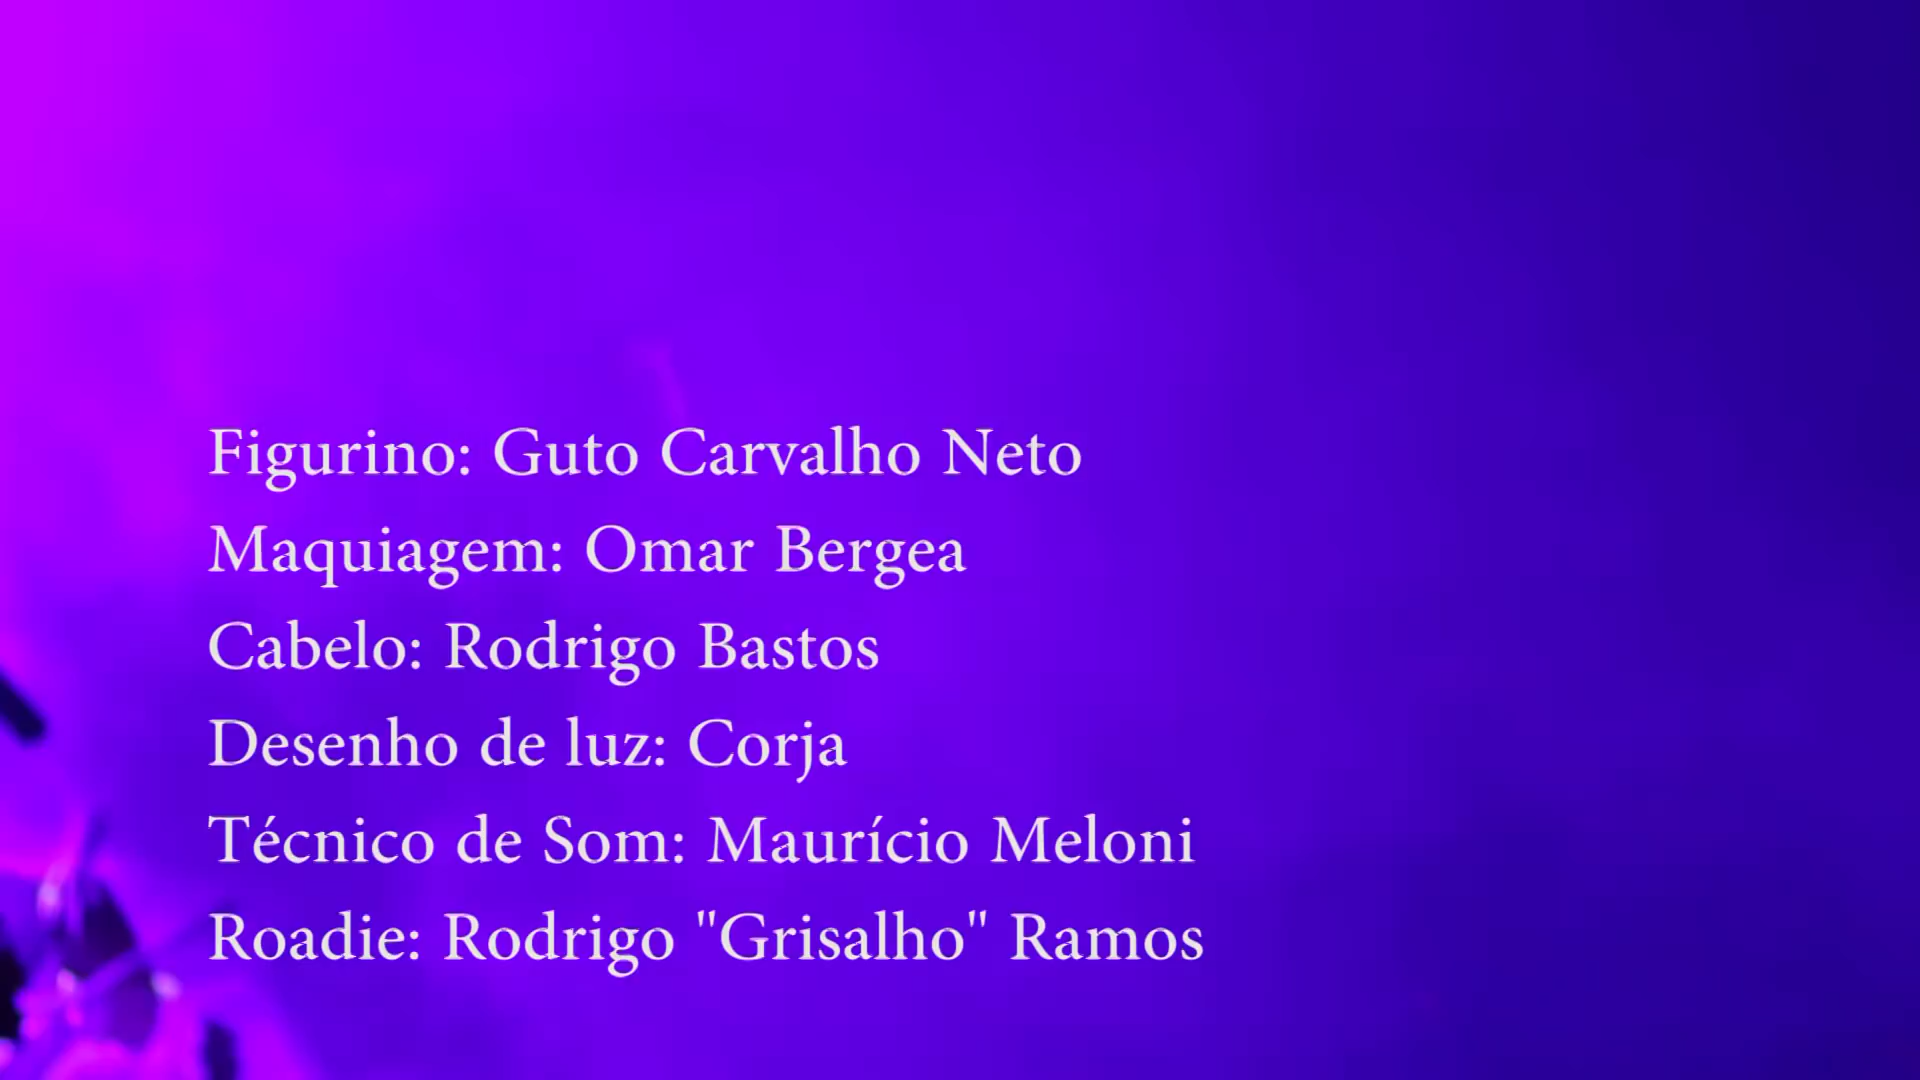 Figurino: Guto Carvalho Neto
Maquiagem: Omar Bergea
Cabelo: Rodrigo Bastos
Desenho de luz: Corja
Técnico de Som: Maurício Meloni
Roadie: Rodrigo "Grisalho" Ramos